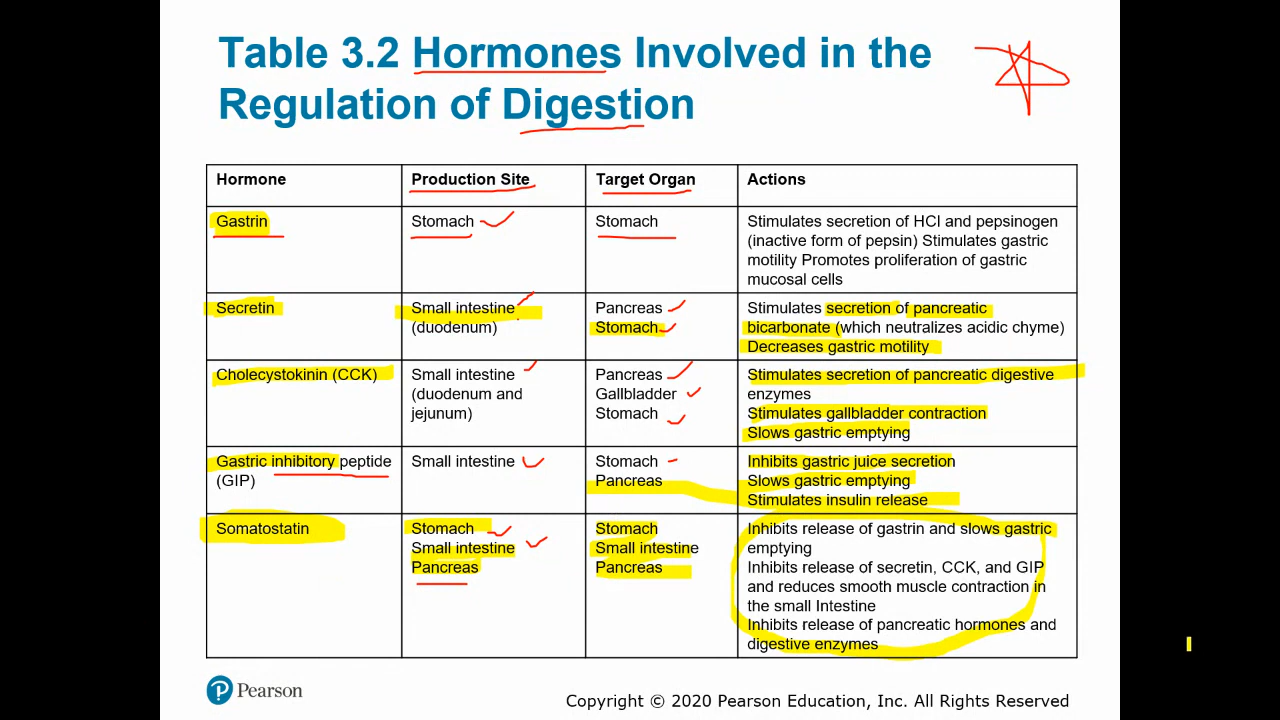 Table 3.2 Hormones Involved in the
Regulation of Digestion
Hormone
Production Site
Target Organ
Actions
Gastrin
Stomach
Stomach
Stimulates secretion of HCl and pepsinogen
(inactive form of pepsin) Stimulates gastric
motility Promotes proliferation of gastric
mucosal cells
Secretin
Small intestine
(duodenum)
Pancreas
Stomach
Stimulates secretion of pancreatic
bicarbonate (which neutralizes acidic chyme)
Decreases gastric motility
Cholecystokinin (CCK)
Small intestine
(duodenum and
jejunum)
Pancreas
Gallbladder
Stomach
Stimulates secretion of pancreatic digestive
enzymes
Stimulates gallbladder contraction
Slows gastric emptying
Gastric inhibitory peptide
(GIP)
Small intestine
Stomach
Pancreas
Inhibits gastric juice secretion
Slows gastric emptying
Stimulates insulin release
Somatostatin
Stomach
Small intestine
Pancreas
Stomach
Small intestine
Pancreas
Inhibits release of gastrin and slows gastric
emptying
Inhibits release of secretin, CCK, and GIP
and reduces smooth muscle contraction in
the small Intestine
Inhibits release of pancreatic hormones and
digestive enzymes
Pearson
Copyright © 2020 Pearson Education, Inc. All Rights Reserved